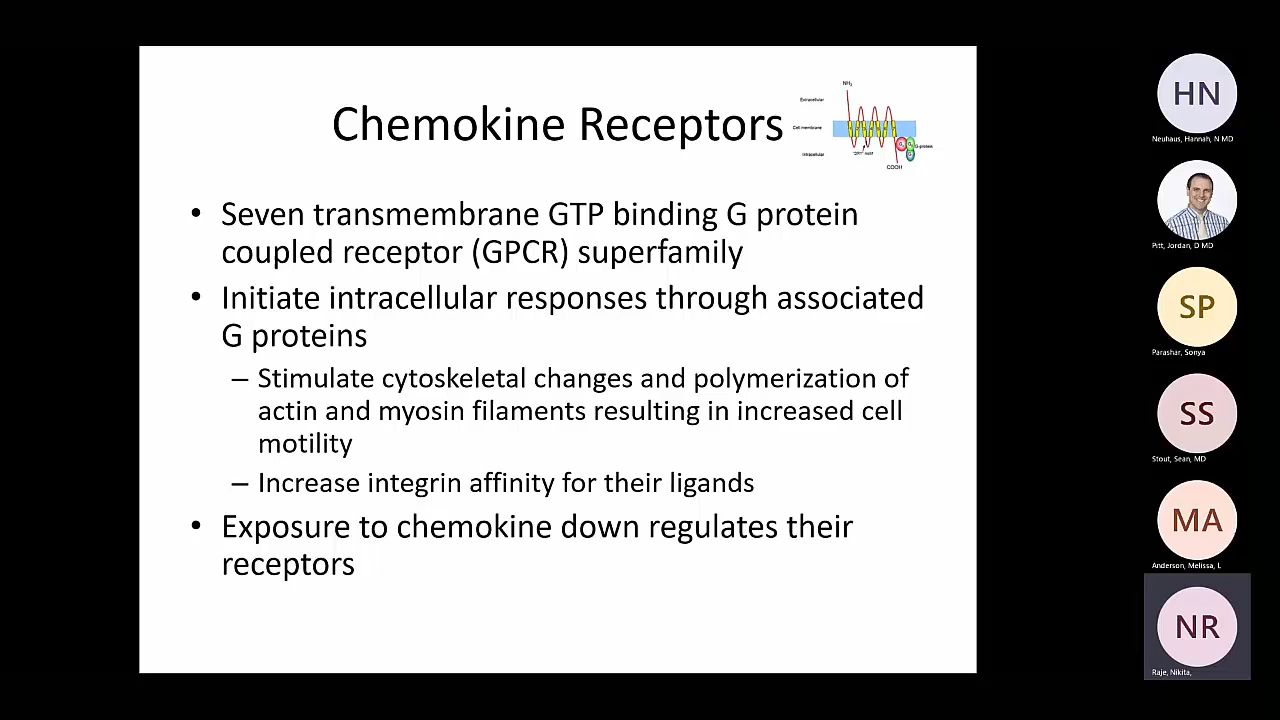 Chemokine Receptors
NH2
Extracellular
Cell membrane
Intracellular
"DRY" motif
G-protein
COOH
• Seven transmembrane GTP binding G protein
coupled receptor (GPCR) superfamily
• Initiate intracellular responses through associated
G proteins
– Stimulate cytoskeletal changes and polymerization of
actin and myosin filaments resulting in increased cell
motility
– Increase integrin affinity for their ligands
• Exposure to chemokine down regulates their
receptors
HN
Neuhaus, Hannah, N MD
Pitt, Jordan, D MD
SP
Parashar, Sonya
SS
Stout, Sean, MD
MA
Anderson, Melissa, L
NR
Raje, Nikita,